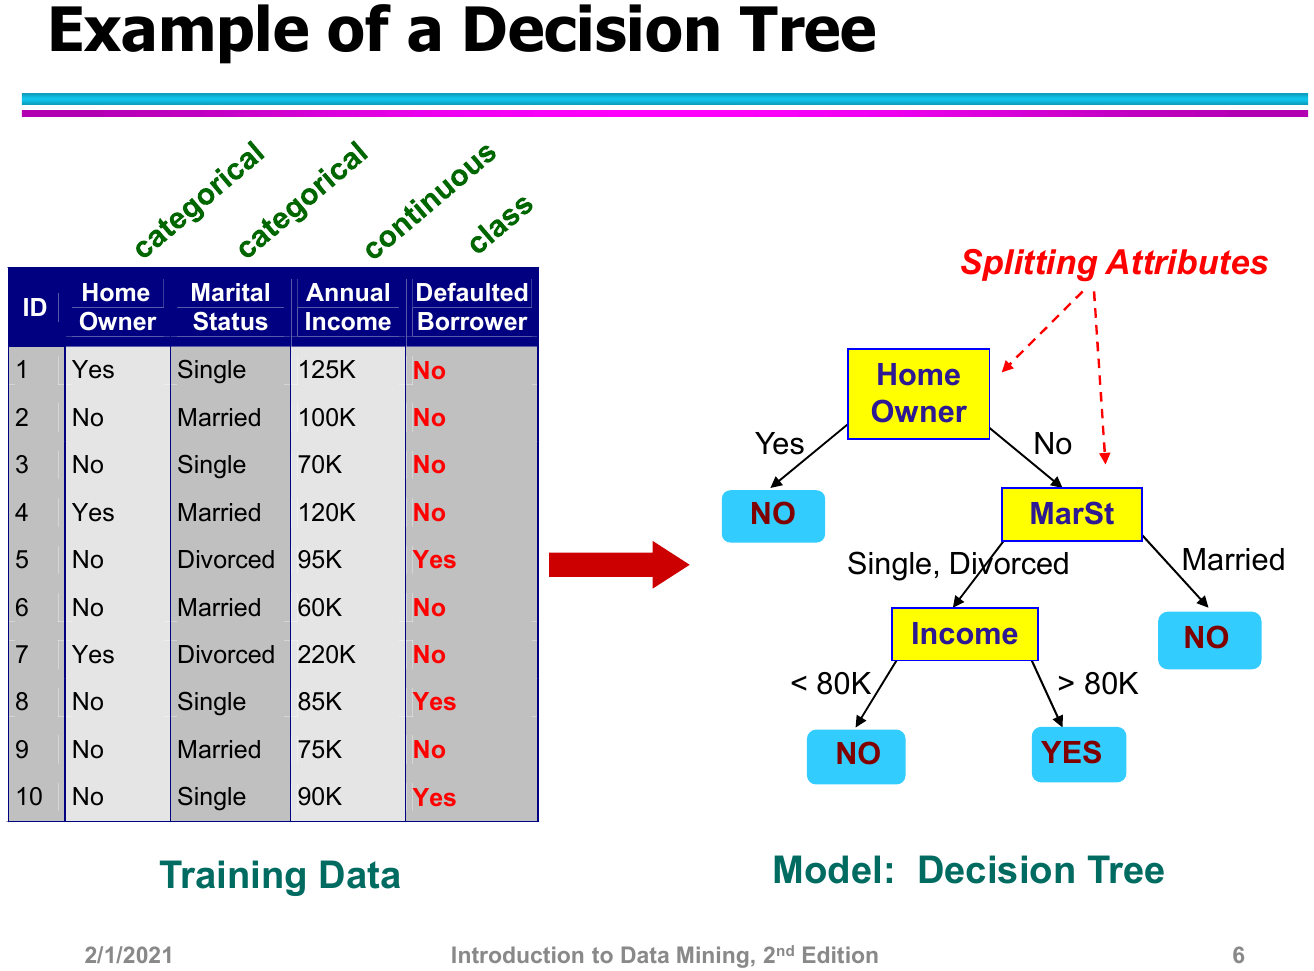 Example of a Decision Tree
categorical
categorical
continuous
class
ID Home Owner Marital Status Annual Income Defaulted Borrower
1 Yes Single 125K No
2 No Married 100K No
3 No Single 70K No
4 Yes Married 120K No
5 No Divorced 95K Yes
6 No Married 60K No
7 Yes Divorced 220K No
8 No Single 85K Yes
9 No Married 75K No
10 No Single 90K Yes
Training Data
Splitting Attributes
Home
Owner
Yes
No
NO
MarSt
Single, Divorced
Married
Income
NO
< 80K
> 80K
NO
YES
Model: Decision Tree
2/1/2021
Introduction to Data Mining, 2nd Edition
6